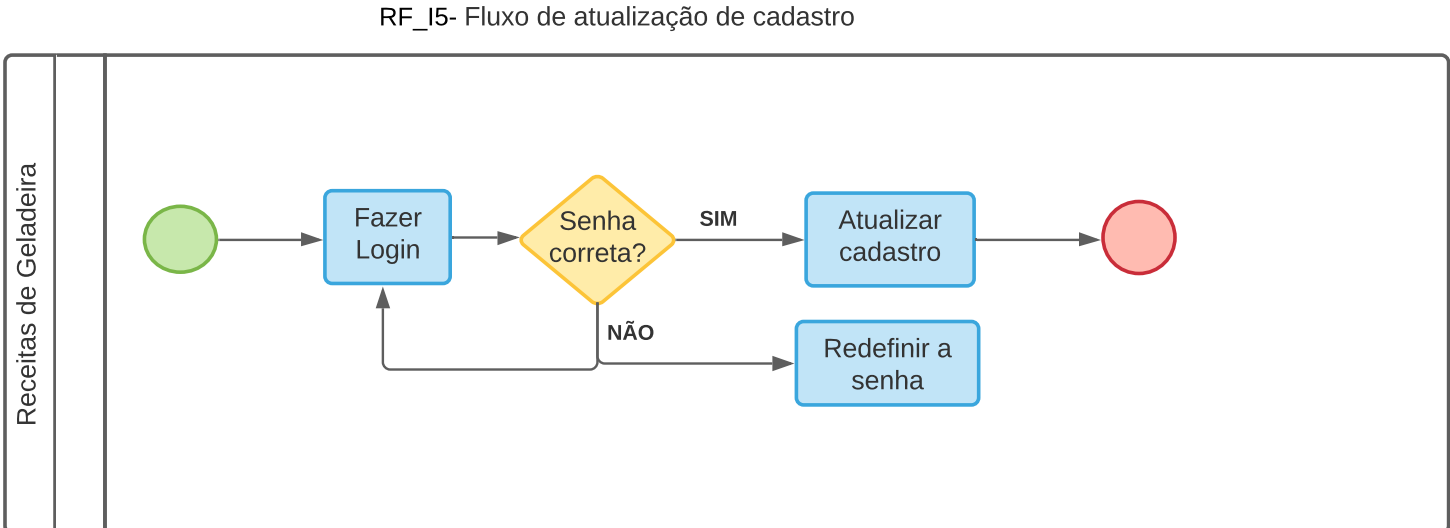 RF_I5- Fluxo de atualização de cadastro
Receitas de Geladeira
Fazer
Login
Senha
correta?
SIM
Atualizar
cadastro
NÃO
Redefinir a
senha